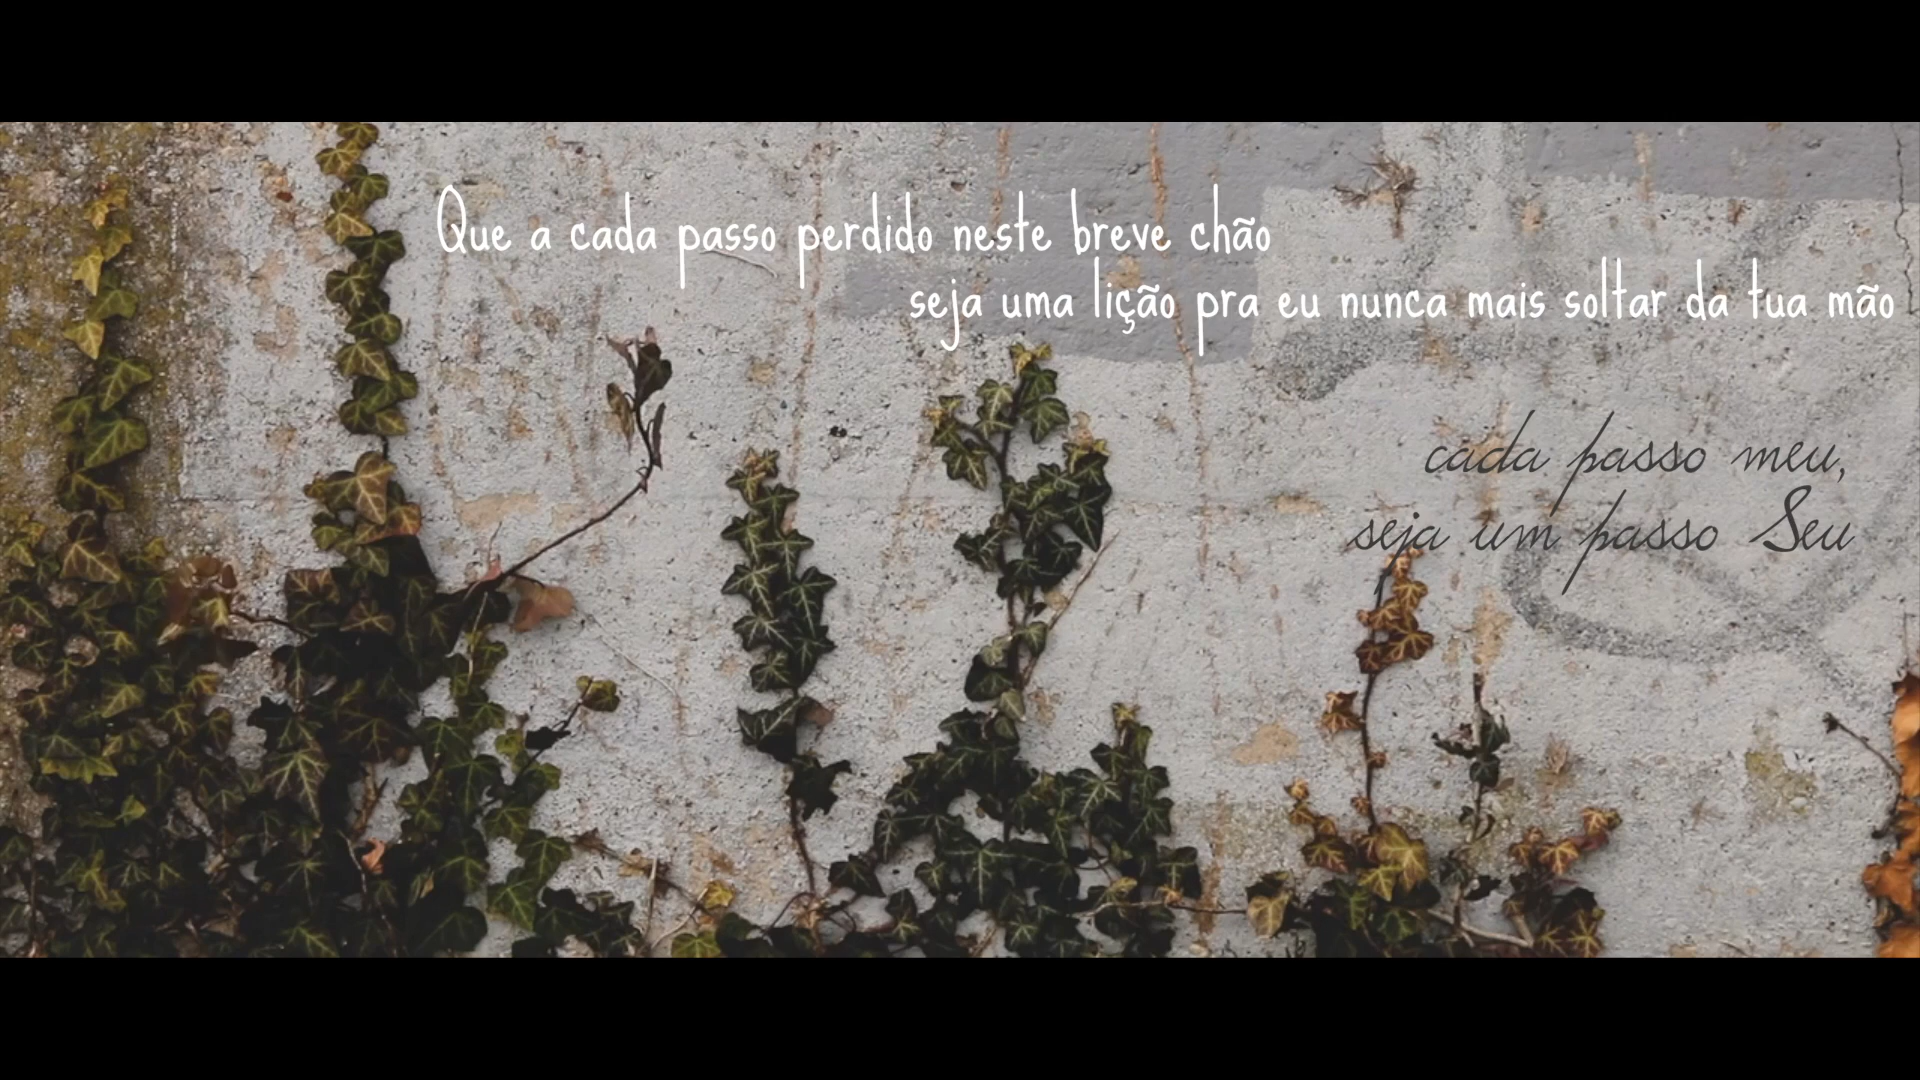 Que a cada passo perdido neste breve chão
seja uma lição pra eu nunca mais soltar da tua mão
cada passo meu,
seja um passo Seu